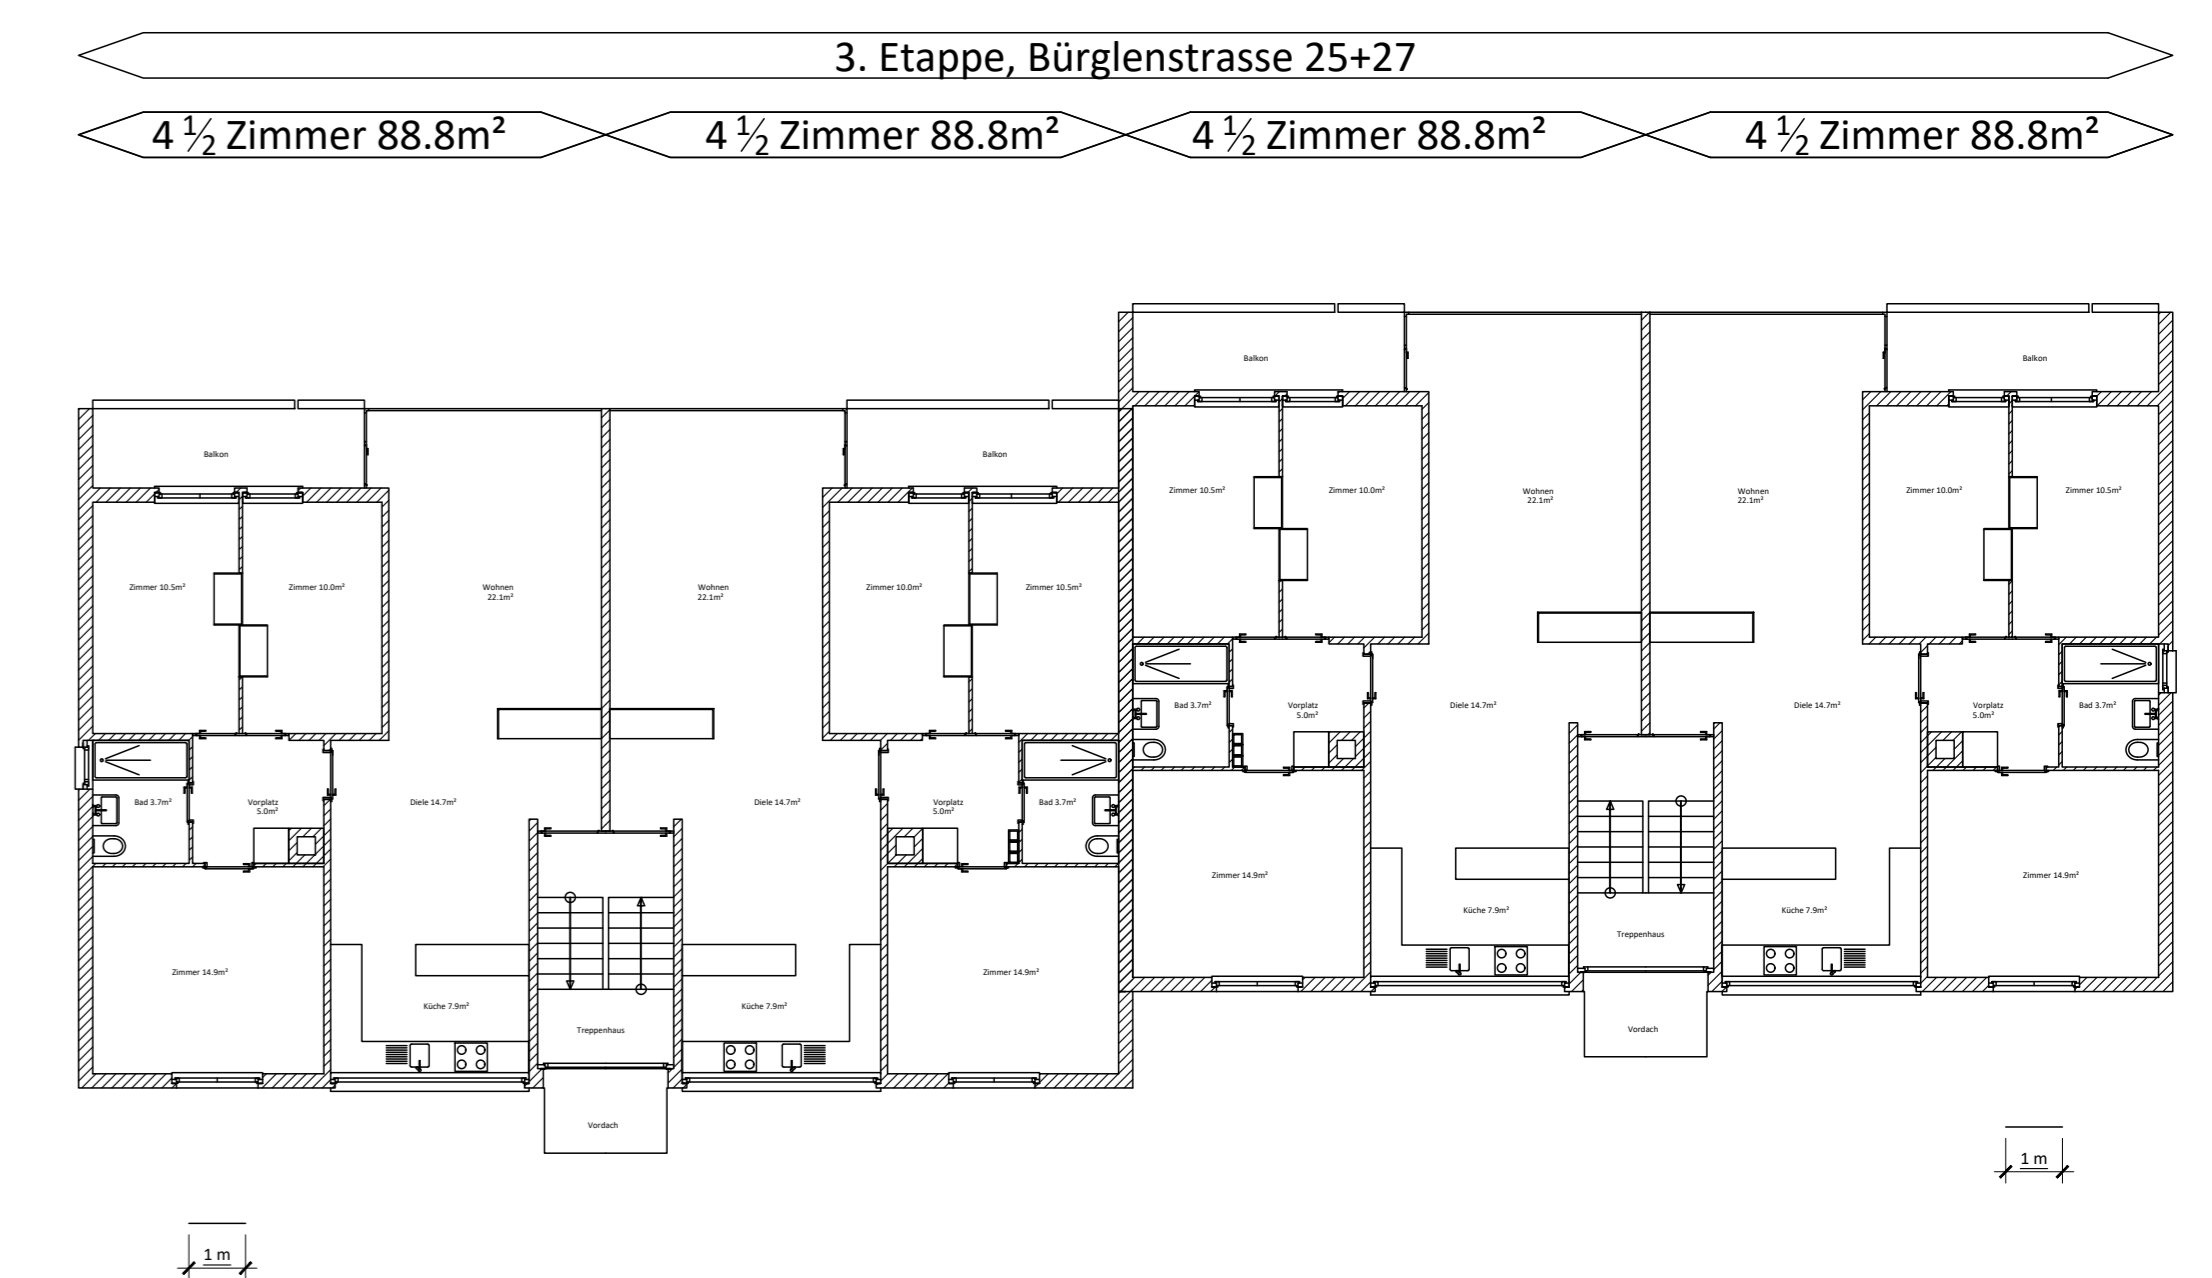 3. Etappe, Bürglenstrasse 25+27
4 ½ Zimmer 88.8m²
4 ½ Zimmer 88.8m²
4 ½ Zimmer 88.8m²
4 ½ Zimmer 88.8m²
Balkon
Balkon
Balkon
Balkon
Zimmer 10.5m²
Zimmer 10.0m²
Wohnen
22.1m²
Wohnen
22.1m²
Zimmer 10.0m²
Zimmer 10.5m²
Zimmer 10.5m²
Zimmer 10.0m²
Wohnen
22.1m²
Wohnen
22.1m²
Zimmer 10.0m²
Zimmer 10.5m²
Bad 3.7m²
Vorplatz
5.0m²
Diele 14.7m²
Diele 14.7m²
Vorplatz
5.0m²
Bad 3.7m²
Bad 3.7m²
Vorplatz
5.0m²
Diele 14.7m²
Diele 14.7m²
Vorplatz
5.0m²
Bad 3.7m²
Zimmer 14.9m²
Küche 7.9m²
Treppenhaus
Küche 7.9m²
Zimmer 14.9m²
Zimmer 14.9m²
Küche 7.9m²
Treppenhaus
Küche 7.9m²
Zimmer 14.9m²
Vordach
Vordach
1 m
1 m